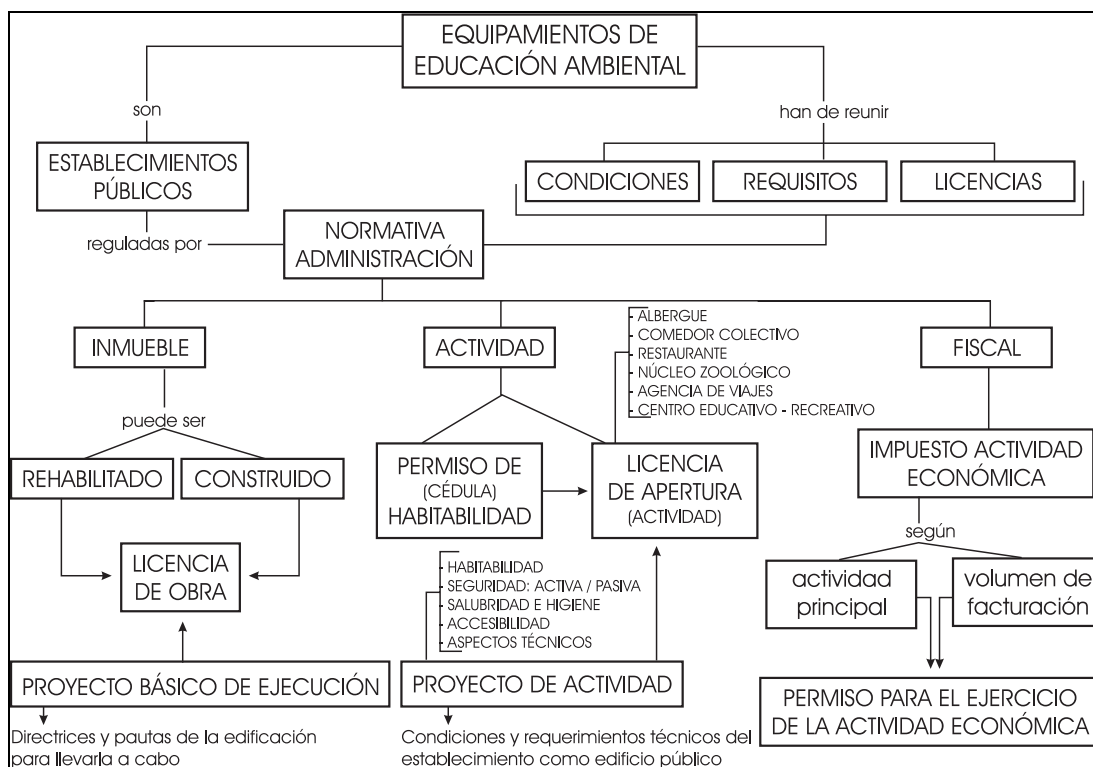 EQUIPAMIENTOS DE
EDUCACIÓN AMBIENTAL
son
han de reunir
ESTABLECIMIENTOS
PÚBLICOS
CONDICIONES
REQUISITOS
LICENCIAS
reguladas por
NORMATIVA
ADMINISTRACIÓN
INMUEBLE
ACTIVIDAD
- ALBERGUE
- COMEDOR COLECTIVO
- RESTAURANTE
- NÚCLEO ZOOLÓGICO
- AGENCIA DE VIAJES
- CENTRO EDUCATIVO - RECREATIVO
FISCAL
puede ser
REHABILITADO
CONSTRUIDO
PERMISO DE
(CÉDULA)
HABITABILIDAD
LICENCIA
DE APERTURA
(ACTIVIDAD)
IMPUESTO ACTIVIDAD
ECONÓMICA
según
LICENCIA
DE OBRA
- HABITABILIDAD
- SEGURIDAD: ACTIVA / PASIVA
- SALUBRIDAD E HIGIENE
- ACCESIBILIDAD
- ASPECTOS TÉCNICOS
actividad
principal
volumen de
facturación
PROYECTO BÁSICO DE EJECUCIÓN
PROYECTO DE ACTIVIDAD
PERMISO PARA EL EJERCICIO
DE LA ACTIVIDAD ECONÓMICA
Directrices y pautas de la edificación
para llevarla a cabo
Condiciones y requerimientos técnicos del
establecimiento como edificio público